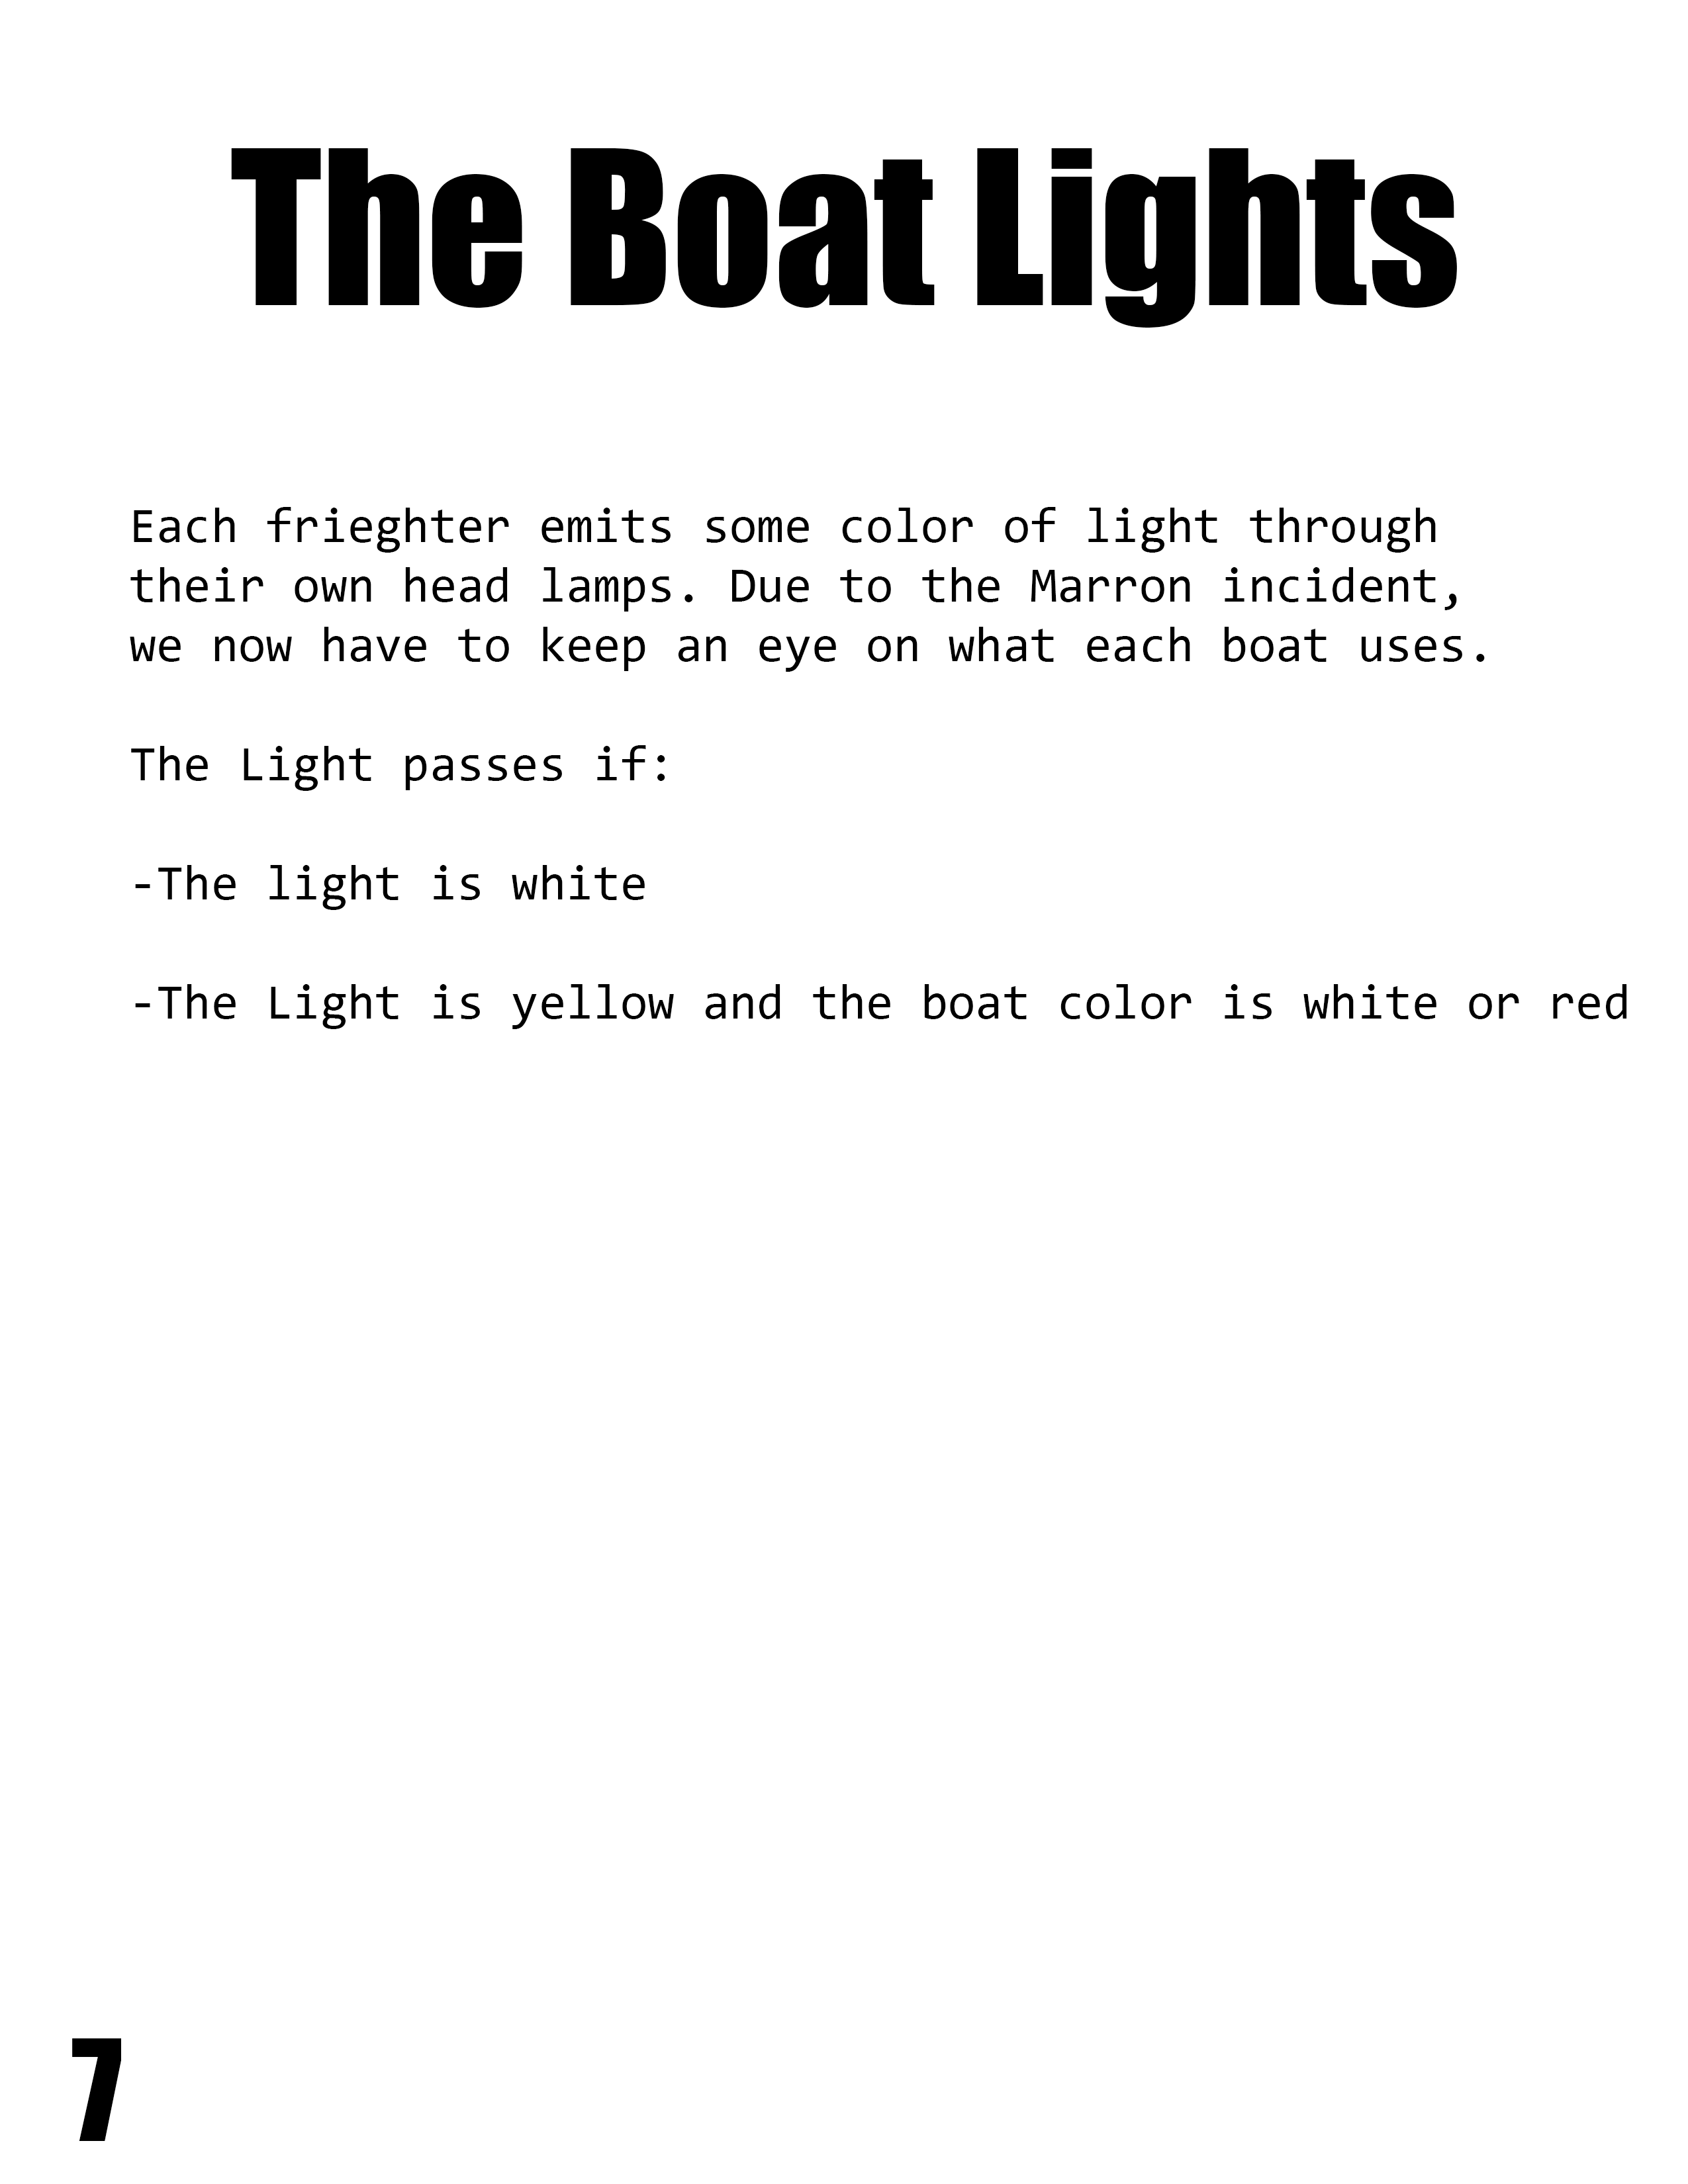 The Boat Lights
Each frieghter emits some color of light through
their own head lamps. Due to the Marron incident,
we now have to keep an eye on what each boat uses.
The Light passes if:
-The light is white
-The Light is yellow and the boat color is white or red
7